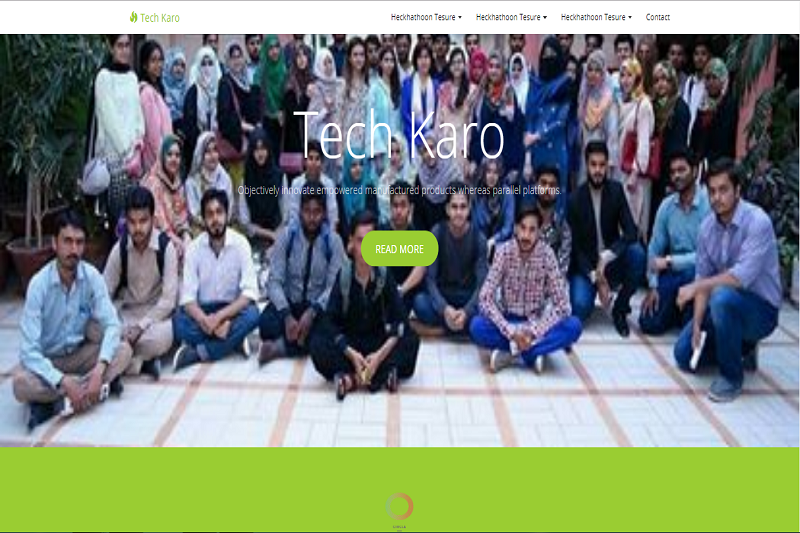 Tech Karo
Heckhathoon Tesure
Heckhathoon Tesure
Heckhathoon Tesure
Contact
Tech Karo
Objectively innovate empowered manufactured products whereas parallel platforms.
READ MORE